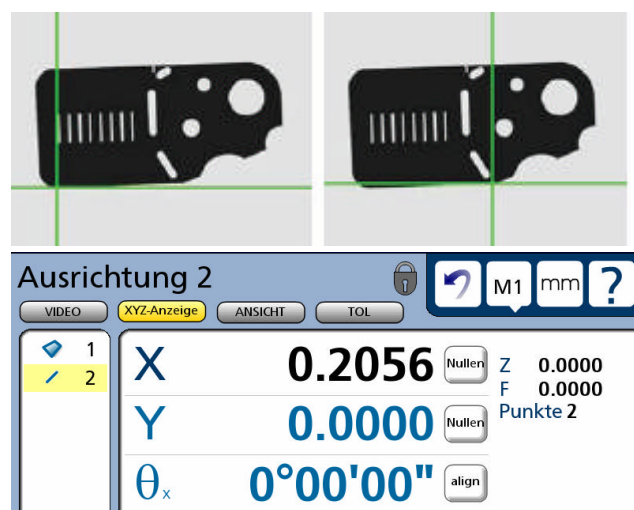 Ausrichtung 2
M1 mm ?
VIDEO XYZ-Anzeige ANSICHT TOL
1
2
X 0.2056 Nullen
Y 0.0000 Nullen
θx 0°00'00" align
Z 0.0000
F 0.0000
Punkte 2